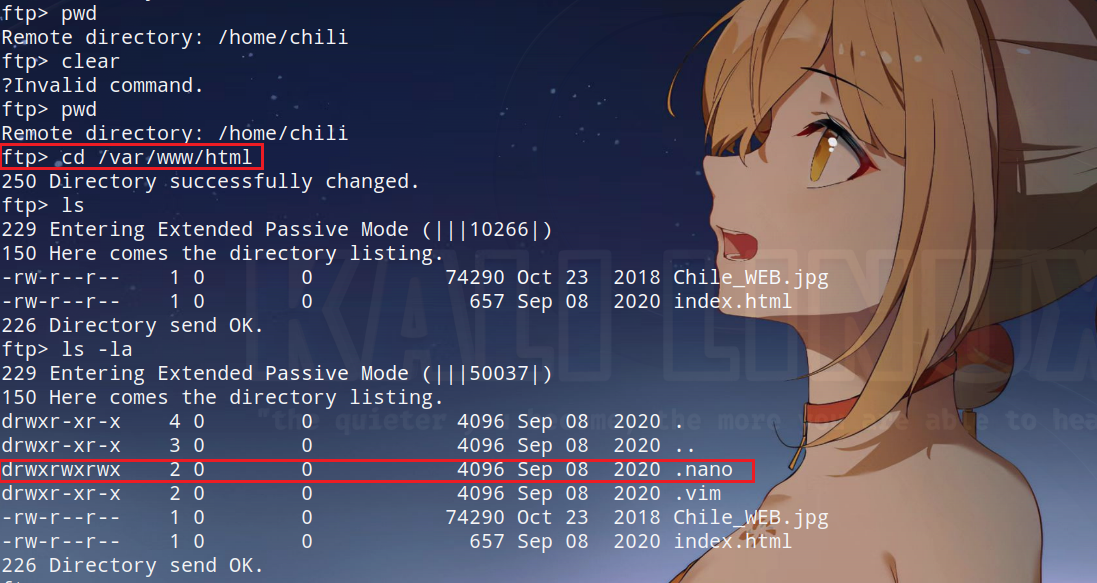 ftp> pwd
Remote directory: /home/chili
ftp> clear
?Invalid command.
ftp> pwd
Remote directory: /home/chili
ftp> cd /var/www/html
250 Directory successfully changed.
ftp> ls
229 Entering Extended Passive Mode (|||10266|)
150 Here comes the directory listing.
-rw-r--r--    1 0        0           74290 Oct 23  2018 Chile_WEB.jpg
-rw-r--r--    1 0        0             657 Sep 08  2020 index.html
226 Directory send OK.
KALI LINUX
ftp> ls -la
229 Entering Extended Passive Mode (|||50037|)
150 Here comes the directory listing.
drwxr-xr-x    4 0        0            4096 Sep 08  2020 .
"the quieter you become, the more you are able to hea
drwxr-xr-x    3 0        0            4096 Sep 08  2020 ..
drwxrwxrwx    2 0        0            4096 Sep 08  2020 .nano
drwxr-xr-x    2 0        0            4096 Sep 08  2020 .vim
-rw-r--r--    1 0        0           74290 Oct 23  2018 Chile_WEB.jpg
-rw-r--r--    1 0        0             657 Sep 08  2020 index.html
226 Directory send OK.